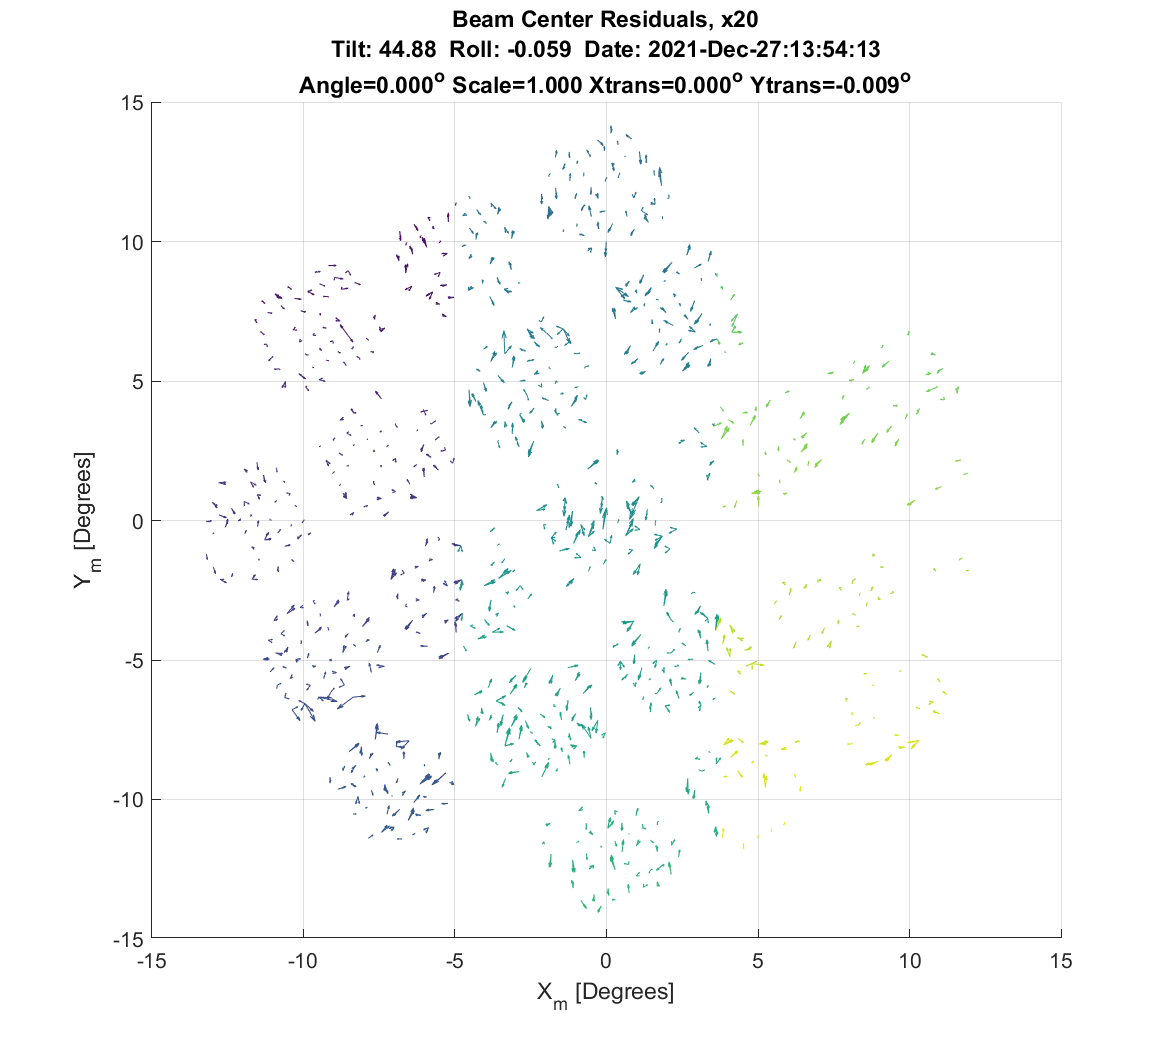 Beam Center Residuals, x20
Tilt: 44.88 Roll: -0.059 Date: 2021-Dec-27:13:54:13
Angle=0.000° Scale=1.000 Xtrans=0.000° Ytrans=-0.009°
15
10
5
0
-5
-10
-15
Y_m [Degrees]
-15 -10 -5 0 5 10 15
X_m [Degrees]